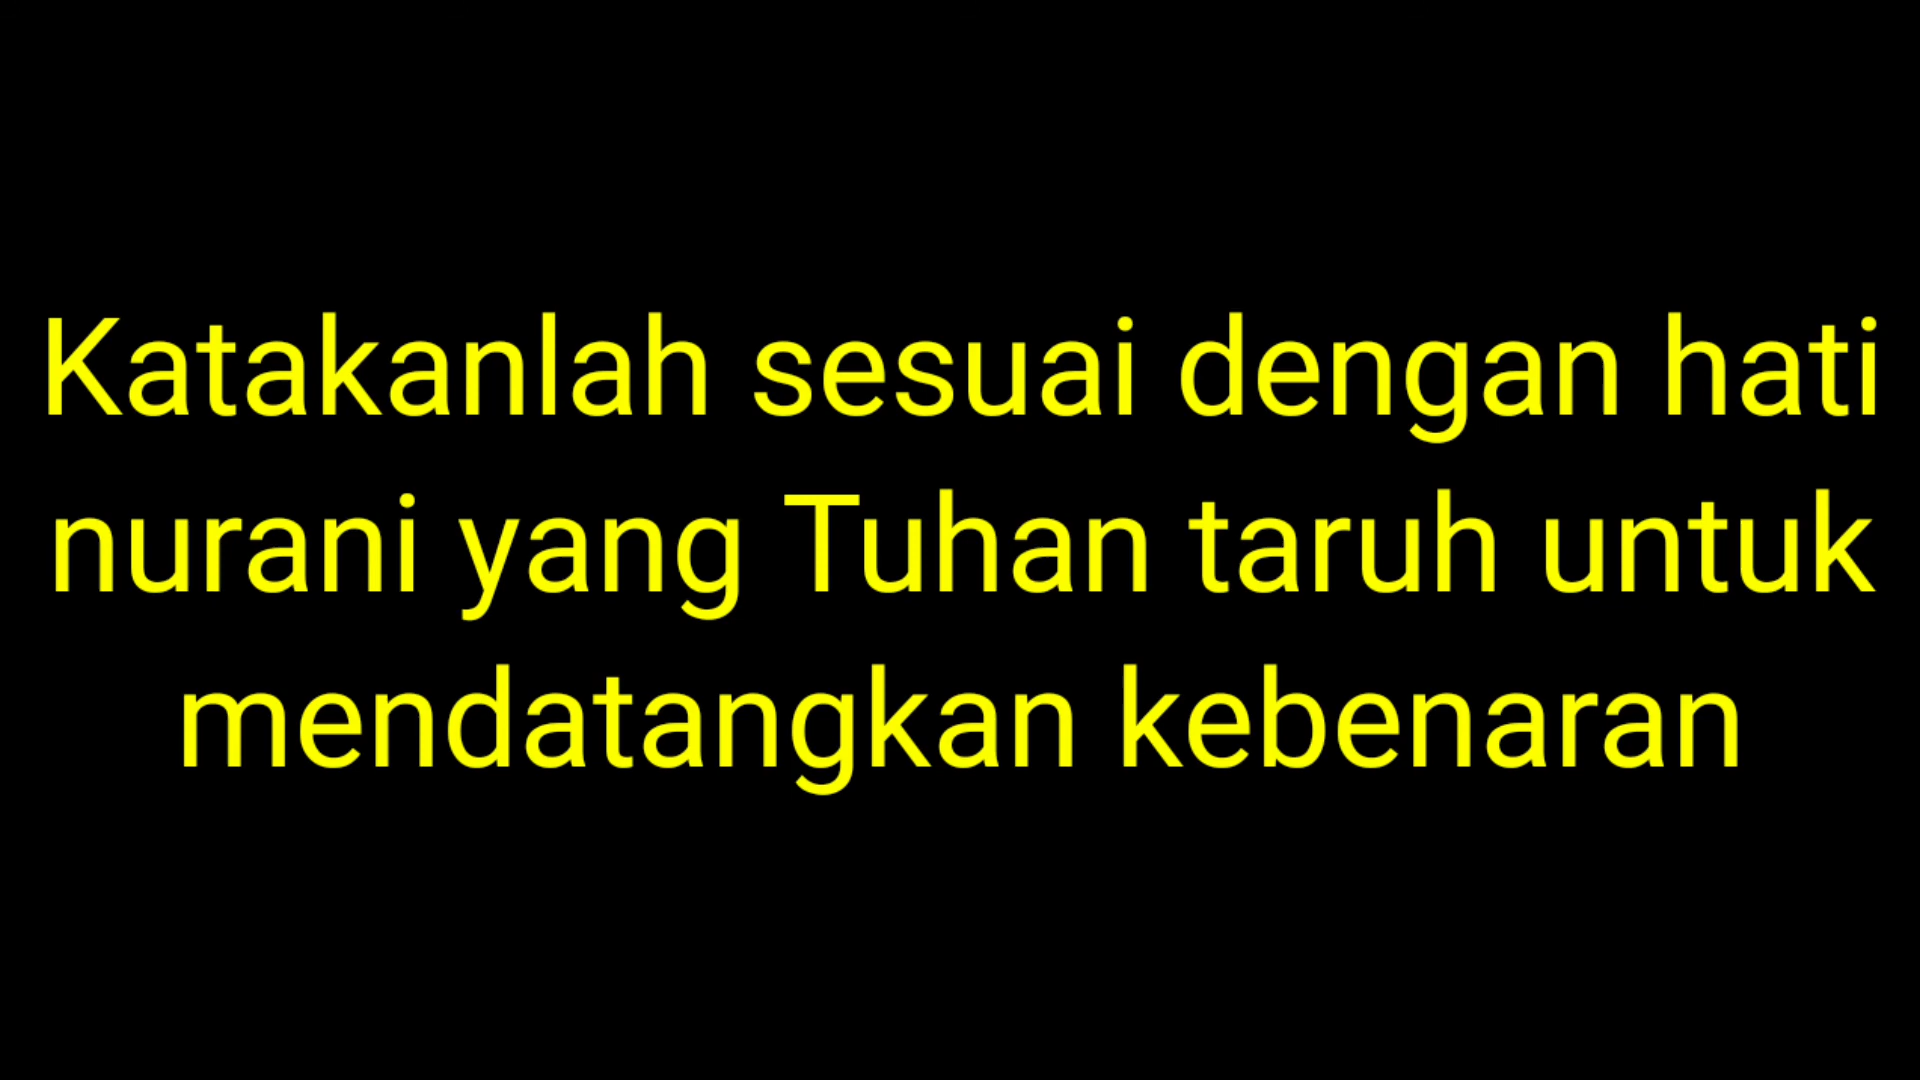 Katakanlah sesuai dengan hati
nurani yang Tuhan taruh untuk
mendatangkan kebenaran